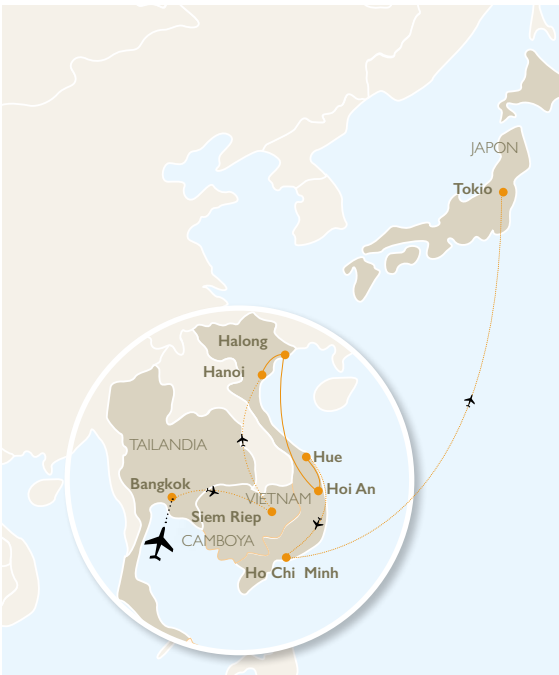 JAPON
Tokio
Halong
Hanoi
TAILANDIA
Hue
Bangkok
Hoi An
VIETNAM
Siem Riep
CAMBOYA
Ho Chi Minh